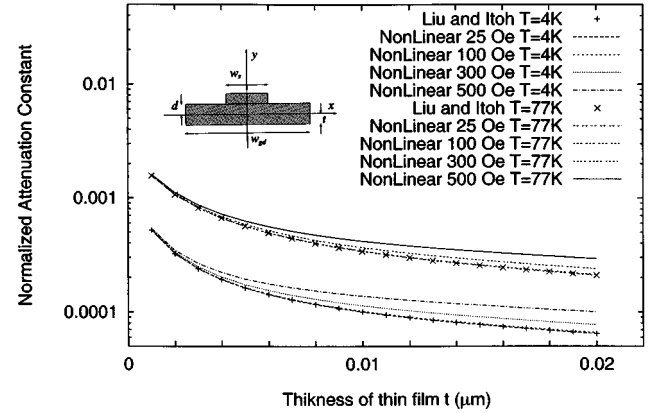 Liu and Itoh T=4K
NonLinear 25 Oe T=4K
NonLinear 100 Oe T=4K
NonLinear 300 Oe T=4K
NonLinear 500 Oe T=4K
Liu and Itoh T=77K
NonLinear 25 Oe T=77K
NonLinear 100 Oe T=77K
NonLinear 300 Oe T=77K
NonLinear 500 Oe T=77K
y
w_s
d
x
t
w_gd
Normalized Attenuation Constant
0.01
0.001
0.0001
0
0.01
0.02
Thikness of thin film t (μm)